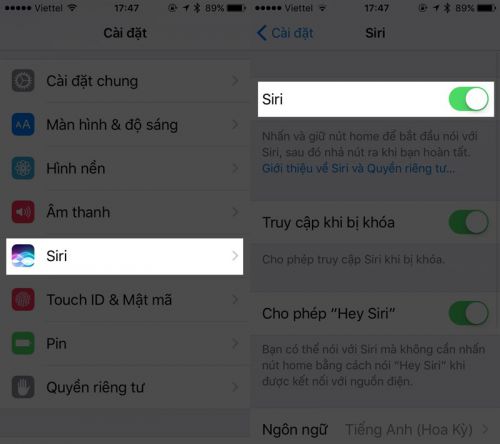 Viettel 17:47 89%
Cài đặt
Cài đặt chung
Màn hình & độ sáng
Hình nền
Âm thanh
Siri
Touch ID & Mật mã
Pin
Quyền riêng tư
Viettel 17:47 89%
Cài đặt Siri
Siri
Nhấn và giữ nút home để bắt đầu nói với
Siri, sau đó nhả nút ra khi bạn hoàn tất.
Giới thiệu về Siri và Quyền riêng tư...
Truy cập khi bị khóa
Cho phép truy cập Siri khi bị khóa.
Cho phép “Hey Siri”
Bạn có thể nói với Siri mà không cần nhấn
nút home bằng cách nói “Hey Siri” khi
được kết nối với nguồn điện.
Ngôn ngữ Tiếng Anh (Hoa Kỳ)